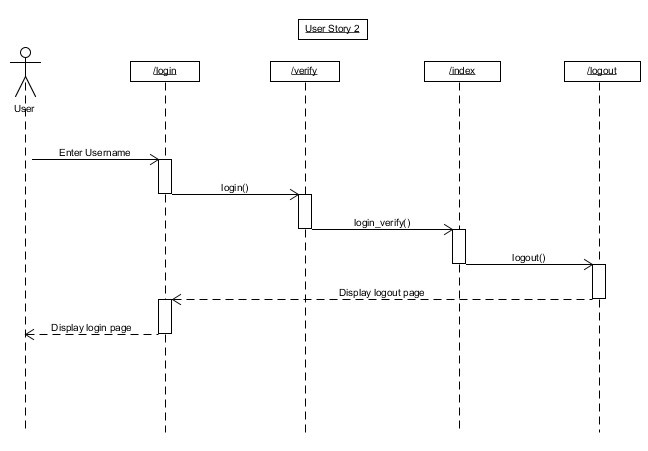 User Story 2
/login
/verify
/index
/logout
User
Enter Username
login()
login_verify()
logout()
Display logout page
Display login page